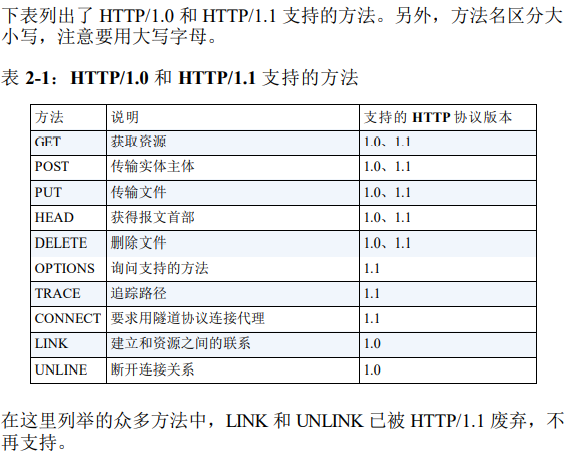 下表列出了 HTTP/1.0 和 HTTP/1.1 支持的方法。另外，方法名区分大
小写，注意要用大写字母。
表 2-1：HTTP/1.0 和 HTTP/1.1 支持的方法
方法 说明 支持的 HTTP 协议版本
GET 获取资源 1.0、1.1
POST 传输实体主体 1.0、1.1
PUT 传输文件 1.0、1.1
HEAD 获得报文首部 1.0、1.1
DELETE 删除文件 1.0、1.1
OPTIONS 询问支持的方法 1.1
TRACE 追踪路径 1.1
CONNECT 要求用隧道协议连接代理 1.1
LINK 建立和资源之间的联系 1.0
UNLINE 断开连接关系 1.0
在这里列举的众多方法中，LINK 和 UNLINK 已被 HTTP/1.1 废弃，不
再支持。